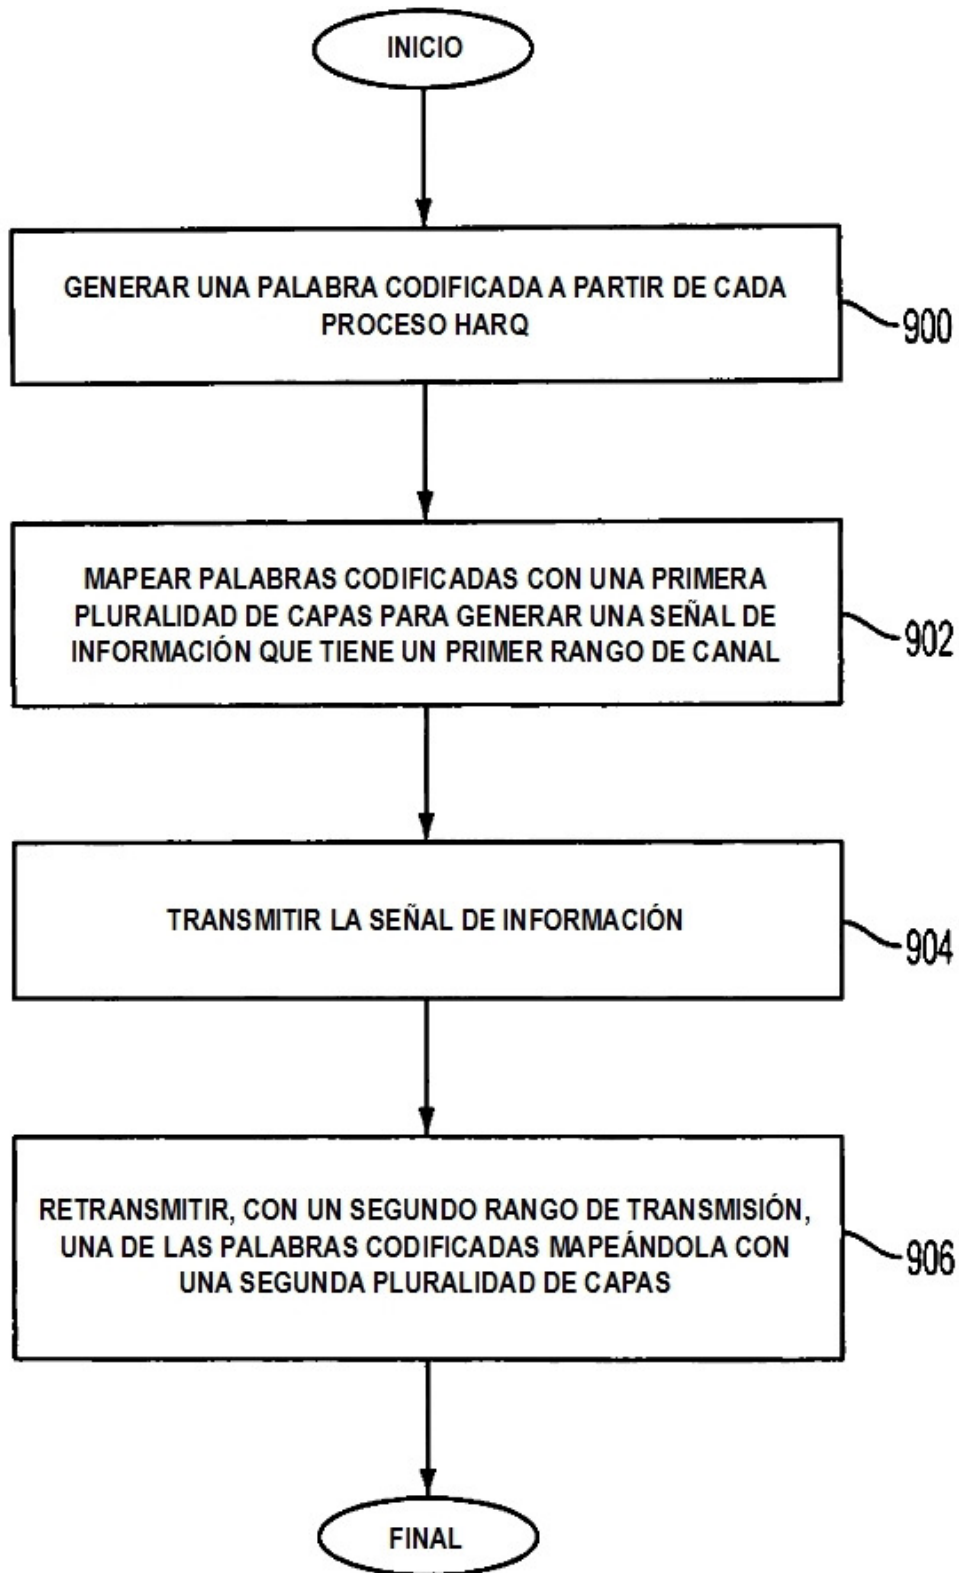 INICIO
GENERAR UNA PALABRA CODIFICADA A PARTIR DE CADA
PROCESO HARQ
900
MAPEAR PALABRAS CODIFICADAS CON UNA PRIMERA
PLURALIDAD DE CAPAS PARA GENERAR UNA SEÑAL DE
INFORMACIÓN QUE TIENE UN PRIMER RANGO DE CANAL
902
TRANSMITIR LA SEÑAL DE INFORMACIÓN
904
RETRANSMITIR, CON UN SEGUNDO RANGO DE TRANSMISIÓN,
UNA DE LAS PALABRAS CODIFICADAS MAPEÁNDOLA CON
UNA SEGUNDA PLURALIDAD DE CAPAS
906
FINAL